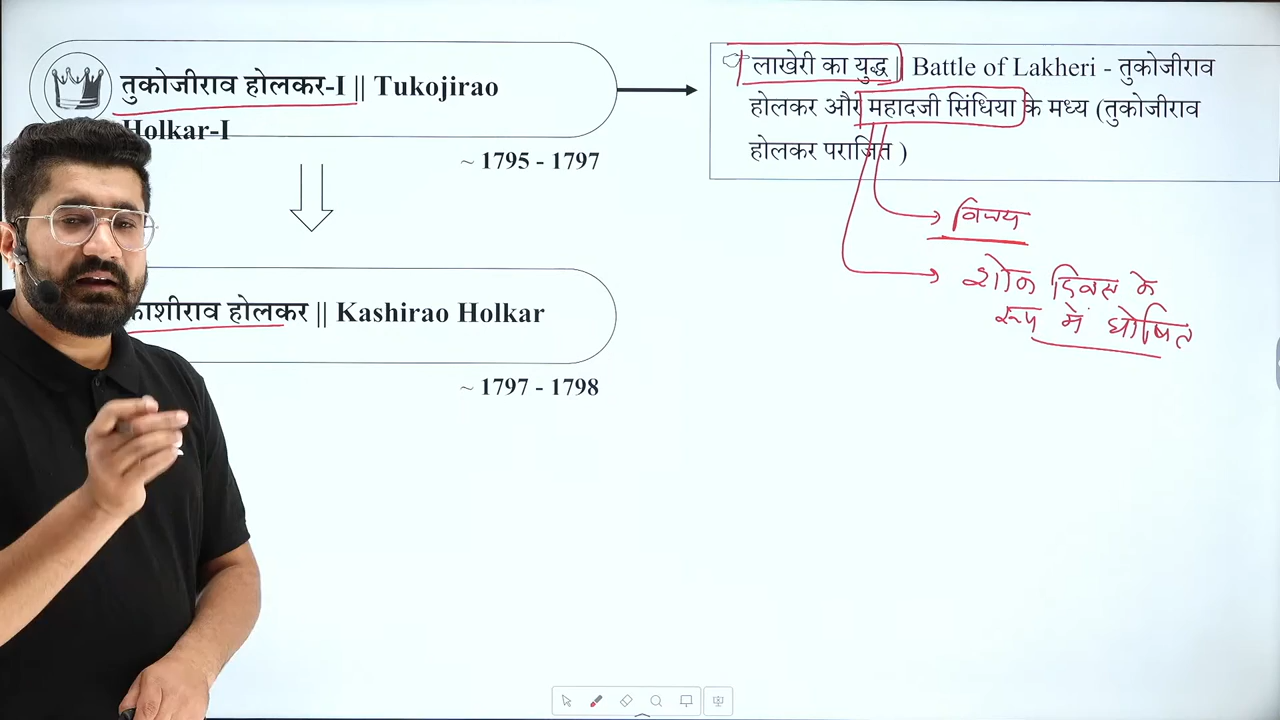 तुकोजीराव होलकर-I || Tukojirao
Holkar-I
~ 1795 - 1797
काशीराव होलकर || Kashirao Holkar
~ 1797 - 1798
लाखेरी का युद्ध || Battle of Lakheri - तुकोजीराव
होलकर और महादजी सिंधिया के मध्य (तुकोजीराव
होलकर पराजित )
विजय
शोक दिवस के
रूप में घोषित